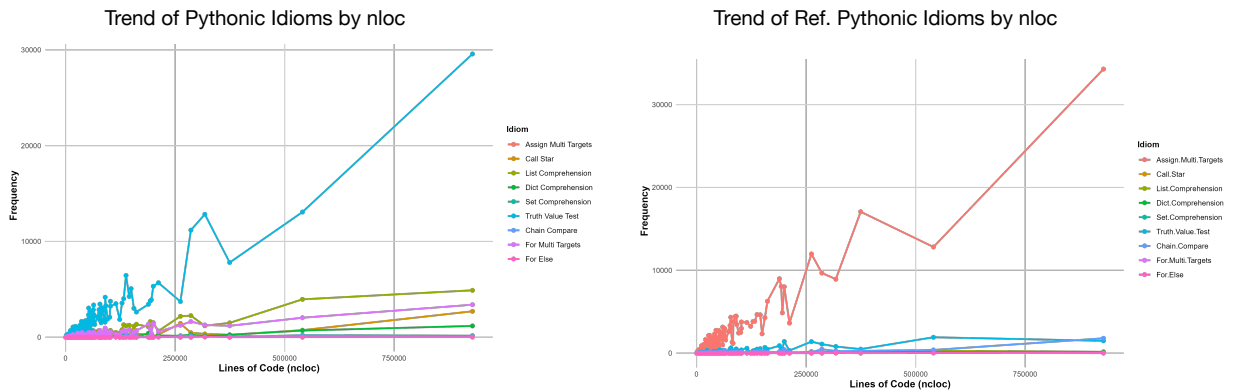 Trend of Pythonic Idioms by nloc
30000
20000
10000
0
Frequency
0
250000
500000
750000
Lines of Code (ncloc)
Idiom
Assign Multi Targets
Call Star
List Comprehension
Dict Comprehension
Set Comprehension
Truth Value Test
Chain Compare
For Multi Targets
For Else
Trend of Ref. Pythonic Idioms by nloc
30000
20000
10000
0
Frequency
0
250000
500000
750000
Lines of Code (ncloc)
Idiom
Assign.Multi.Targets
Call.Star
List.Comprehension
Dict.Comprehension
Set.Comprehension
Truth.Value.Test
Chain.Compare
For.Multi.Targets
For.Else